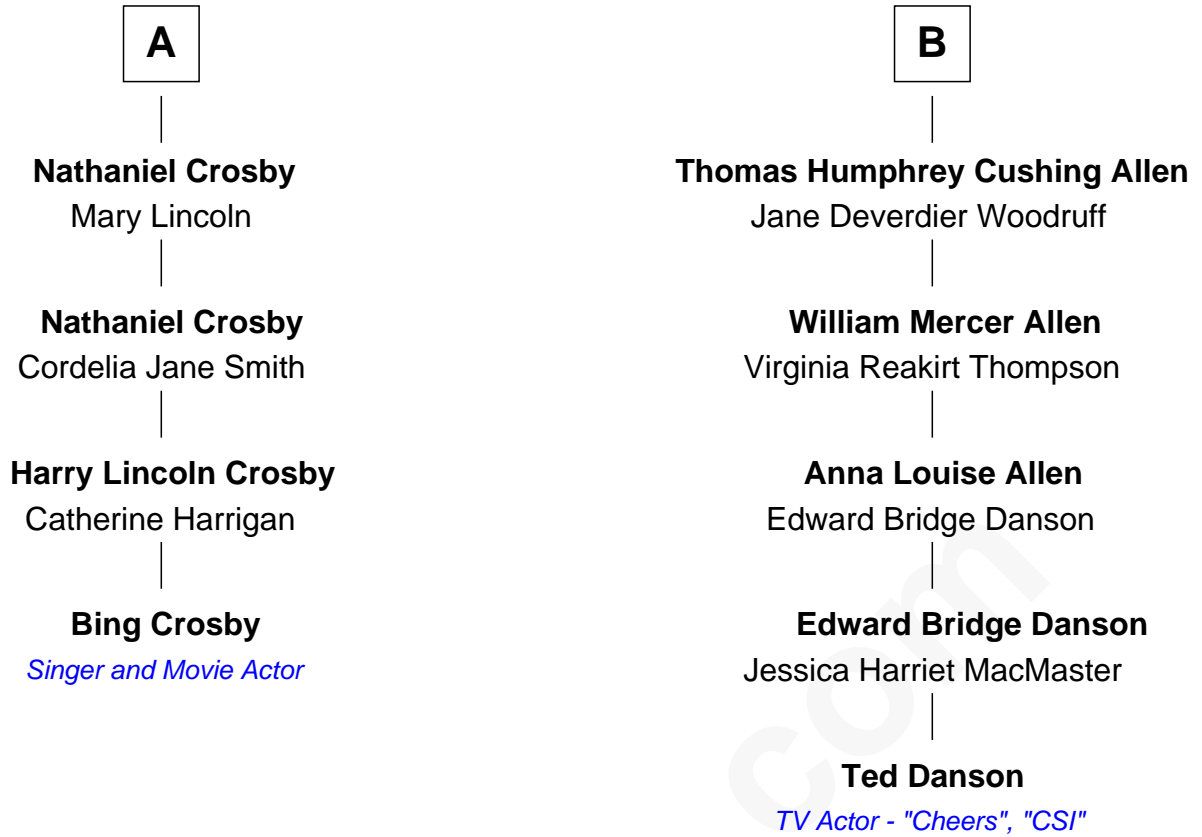 A
Nathaniel Crosby
Mary Lincoln
Nathaniel Crosby
Cordelia Jane Smith
Harry Lincoln Crosby
Catherine Harrigan
Bing Crosby
Singer and Movie Actor
B
Thomas Humphrey Cushing Allen
Jane Deverdier Woodruff
William Mercer Allen
Virginia Reakirt Thompson
Anna Louise Allen
Edward Bridge Danson
Edward Bridge Danson
Jessica Harriet MacMaster
Ted Danson
TV Actor - "Cheers", "CSI"
com